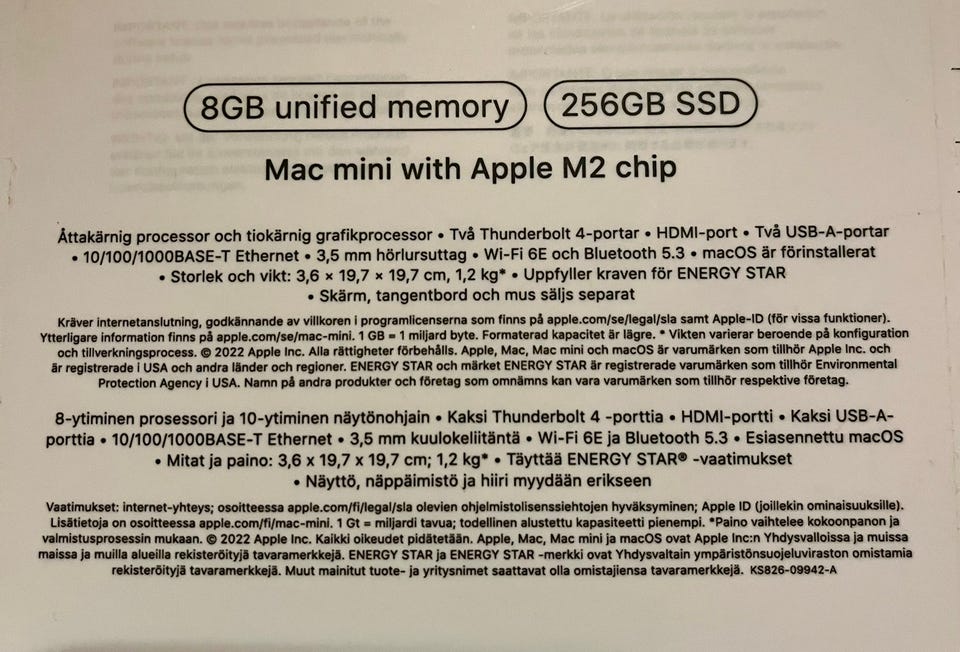 8GB unified memory 256GB SSD
Mac mini with Apple M2 chip
Åttakärnig processor och tiokärnig grafikprocessor • Två Thunderbolt 4-portar • HDMI-port • Två USB-A-portar
• 10/100/1000BASE-T Ethernet • 3,5 mm hörlursuttag • Wi-Fi 6E och Bluetooth 5.3 • macOS är förinstallerat
• Storlek och vikt: 3,6 × 19,7 × 19,7 cm, 1,2 kg* • Uppfyller kraven för ENERGY STAR
• Skärm, tangentbord och mus säljs separat
Kräver internetanslutning, godkännande av villkoren i programlicenserna som finns på apple.com/se/legal/sla samt Apple-ID (för vissa funktioner).
Ytterligare information finns på apple.com/se/mac-mini. 1 GB = 1 miljard byte. Formaterad kapacitet är lägre. * Vikten varierar beroende på konfiguration
och tillverkningsprocess. © 2022 Apple Inc. Alla rättigheter förbehålls. Apple, Mac, Mac mini och macOS är varumärken som tillhör Apple Inc. och
är registrerade i USA och andra länder och regioner. ENERGY STAR och märket ENERGY STAR är registrerade varumärken som tillhör Environmental
Protection Agency i USA. Namn på andra produkter och företag som omnämns kan vara varumärken som tillhör respektive företag.
8-ytiminen prosessori ja 10-ytiminen näytönohjain • Kaksi Thunderbolt 4 -porttia • HDMI-portti • Kaksi USB-A-
porttia • 10/100/1000BASE-T Ethernet • 3,5 mm kuulokeliitäntä • Wi-Fi 6E ja Bluetooth 5.3 • Esiasennettu macOS
• Mitat ja paino: 3,6 x 19,7 x 19,7 cm; 1,2 kg* • Täyttää ENERGY STAR® -vaatimukset
• Näyttö, näppäimistö ja hiiri myydään erikseen
Vaatimukset: internet-yhteys; osoitteessa apple.com/fi/legal/sla olevien ohjelmistolisenssiehtojen hyväksyminen; Apple ID (joillekin ominaisuuksille).
Lisätietoja on osoitteessa apple.com/fi/mac-mini. 1 Gt = miljardi tavua; todellinen alustettu kapasiteetti pienempi. *Paino vaihtelee kokoonpanon ja
valmistusprosessin mukaan. © 2022 Apple Inc. Kaikki oikeudet pidätetään. Apple, Mac, Mac mini ja macOS ovat Apple Inc:n Yhdysvalloissa ja muissa
maissa ja muilla alueilla rekisteröityjä tavaramerkkejä. ENERGY STAR ja ENERGY STAR -merkki ovat Yhdysvaltain ympäristönsuojeluviraston omistamia
rekisteröityjä tavaramerkkejä. Muut mainitut tuote- ja yritysnimet saattavat olla omistajiensa tavaramerkkejä. KS826-09942-A